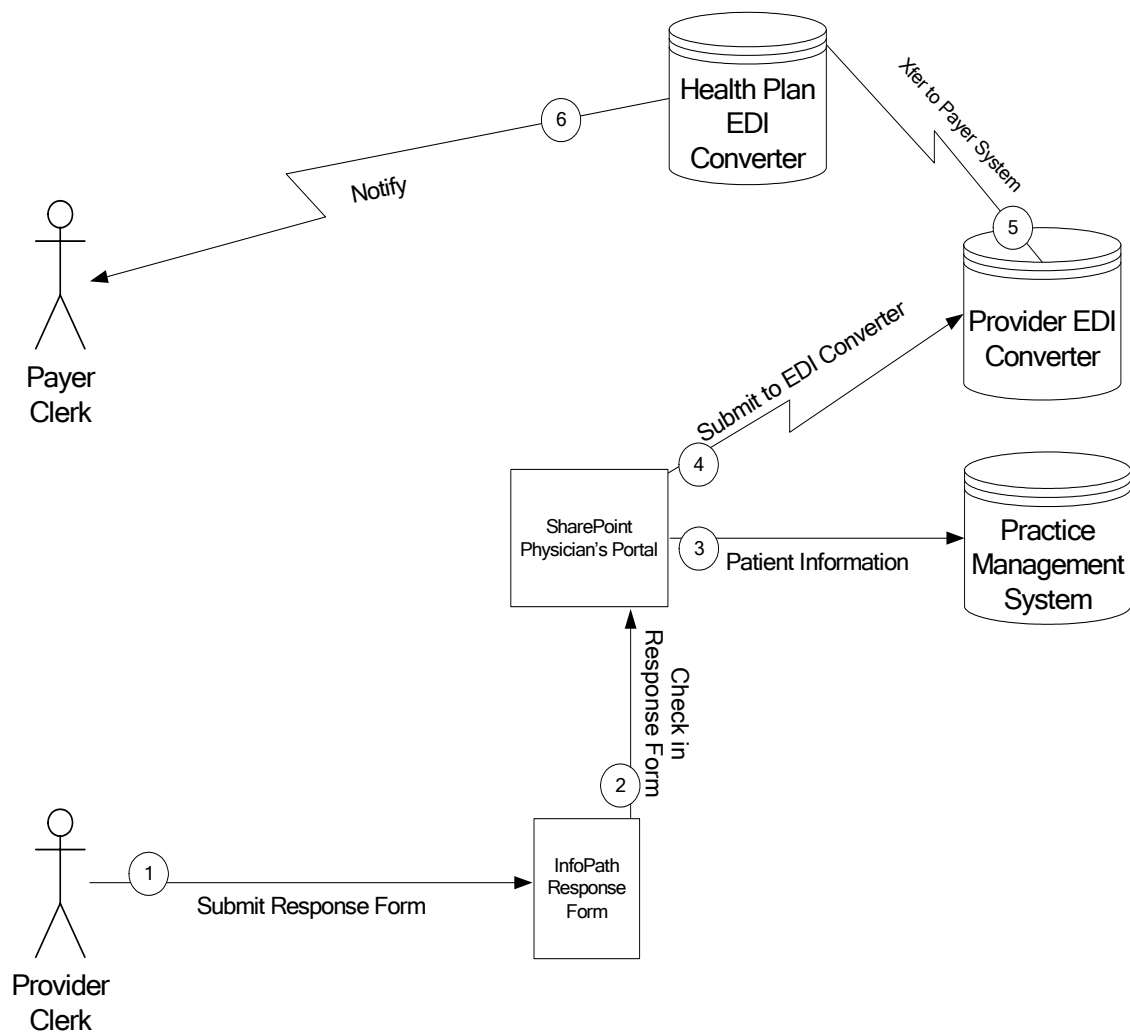 Health Plan
EDI
Converter
Xfer to Payer System
6
Notify
5
Payer
Clerk
Provider EDI
Converter
Submit to EDI Converter
4
SharePoint
Physician's Portal
3
Patient Information
Practice
Management
System
Check in
Response Form
2
InfoPath
Response
Form
1
Submit Response Form
Provider
Clerk